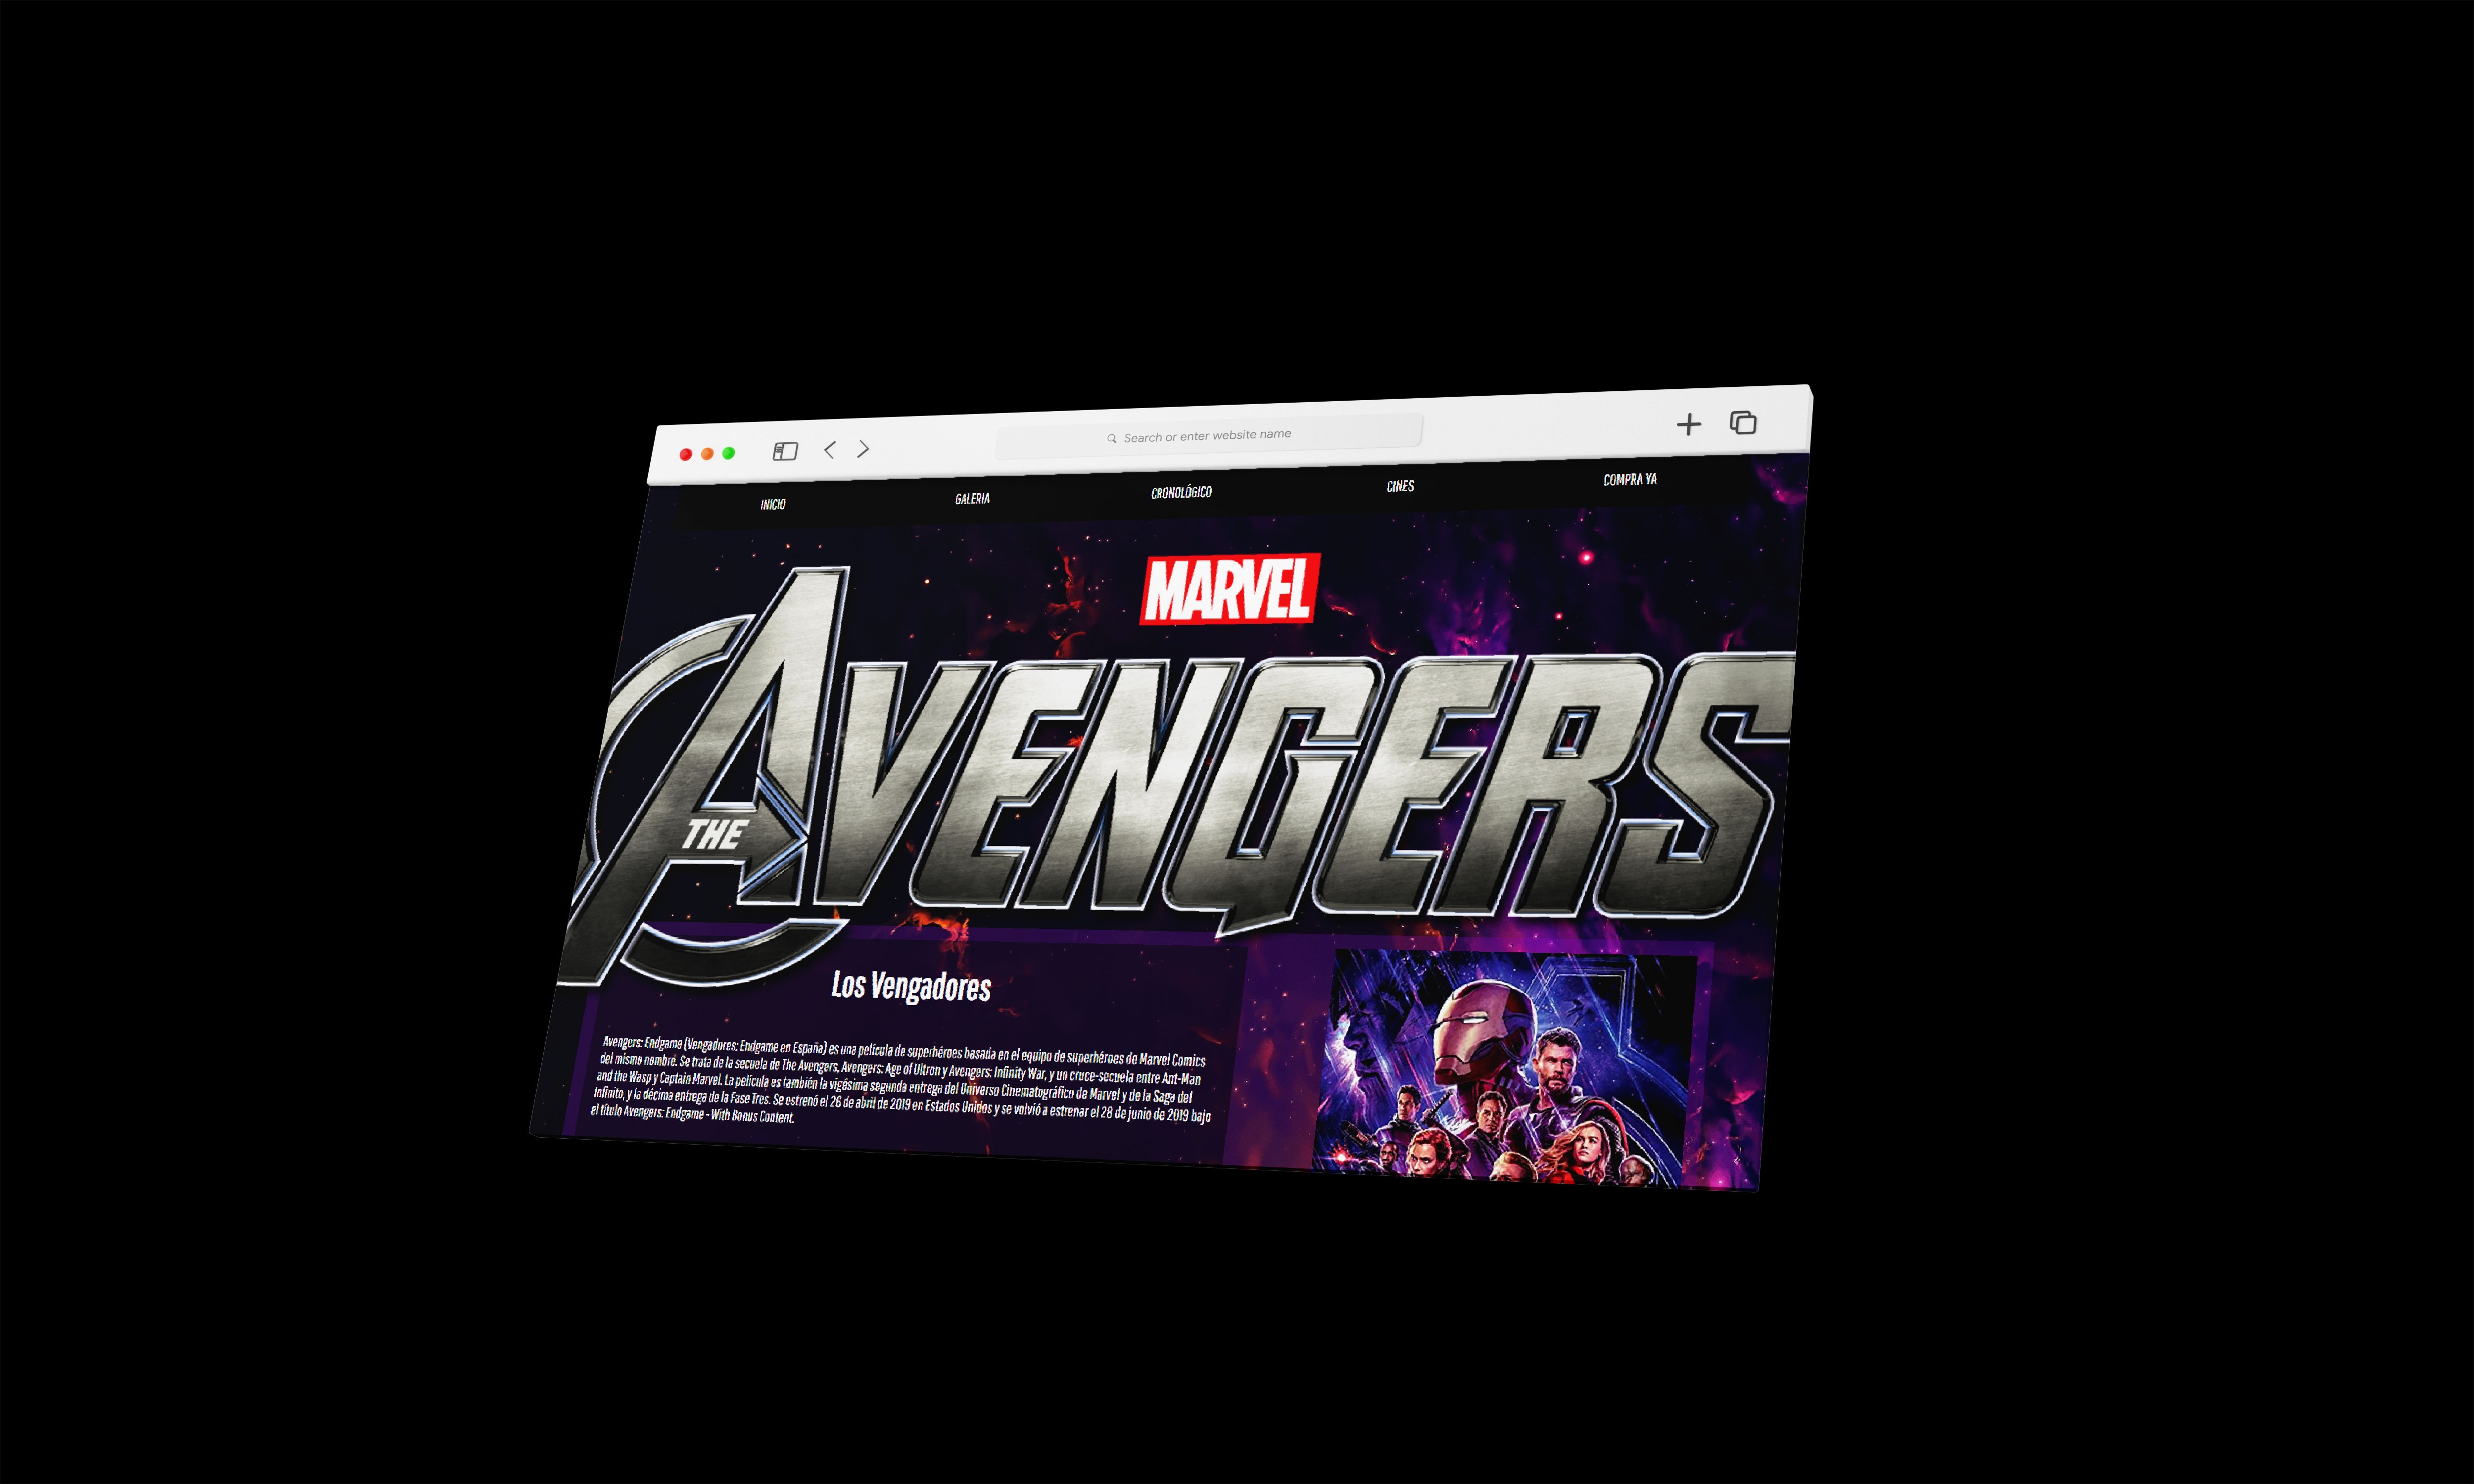 Search or enter website name
INICIO GALERIA CRONOLÓGICO CINES COMPRA YA
MARVEL
AVENGERS
THE
Los Vengadores
Avengers: Endgame (Vengadores: Endgame en España) es una película de superhéroes basada en el equipo de superhéroes de Marvel Comics
del mismo nombre. Se trata de la secuela de The Avengers, Avengers: Age of Ultron y Avengers: Infinity War, y un cruce-secuela entre Ant-Man
and the Wasp y Captain Marvel. La película es también la vigésima segunda entrega del Universo Cinematográfico de Marvel y de la Saga del
Infinito, y la décima entrega de la Fase Tres. Se estrenó el 26 de abril de 2019 en Estados Unidos y se volvió a estrenar el 28 de junio de 2019 bajo
el título Avengers: Endgame - With Bonus Content.